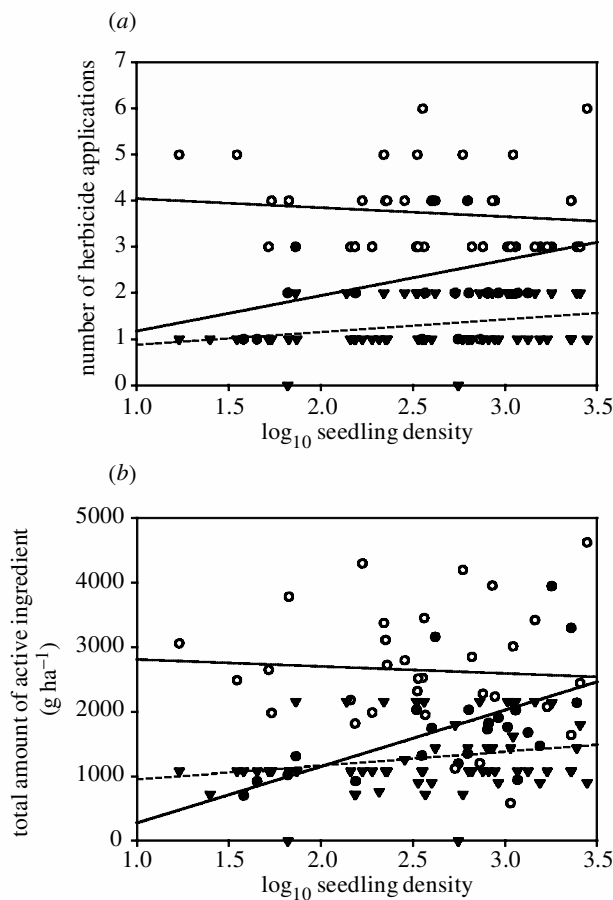 (a)
number of herbicide applications
7
6
5
4
3
2
1
0
1.0 1.5 2.0 2.5 3.0 3.5
log10 seedling density
(b)
total amount of active ingredient
(g ha−1)
5000
4000
3000
2000
1000
0
1.0 1.5 2.0 2.5 3.0 3.5
log10 seedling density